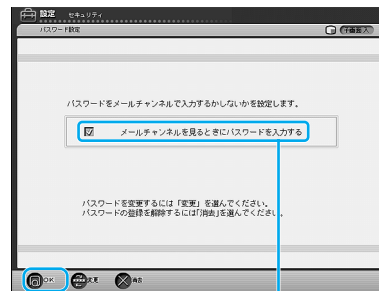 設定 セキュリティ
パスワード設定 子画面入
パスワードをメールチャンネルで入力するかしないかを設定します。
メールチャンネルを見るときにパスワードを入力する
パスワードを変更するには「変更」を選んでください。
パスワードの登録を解除するには「消去」を選んでください。
OK 変更 消去